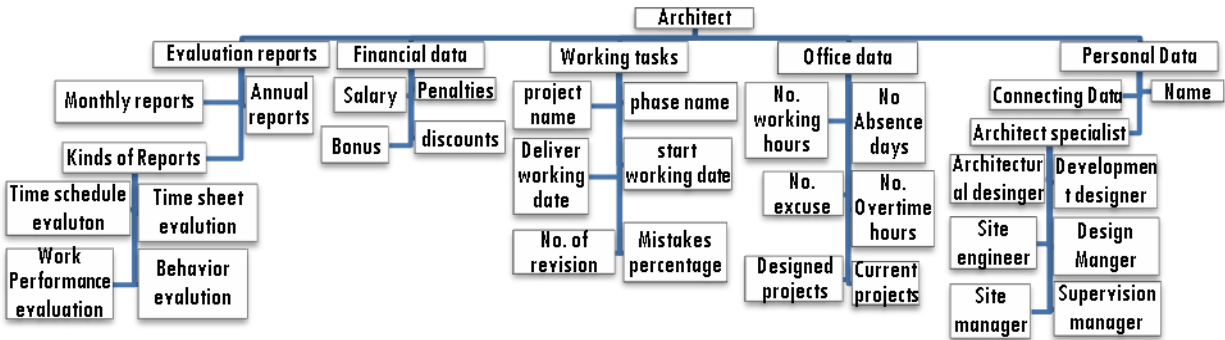 Architect
Evaluation reports
Financial data
Working tasks
Office data
Personal Data
Monthly reports
Annual
reports
Kinds of Reports
Time schedule
evaluton
Time sheet
evalution
Work
Performance
evaluation
Behavior
evalution
Salary
Penalties
Bonus
discounts
project
name
phase name
Deliver
working
date
start
working date
No. of
revision
Mistakes
percentage
No.
working
hours
No
Absence
days
No.
excuse
No.
Overtime
hours
Designed
projects
Current
projects
Connecting Data
Name
Architect specialist
Architectur
al desinger
Developmen
t designer
Site
engineer
Design
Manger
Site
manager
Supervision
manager